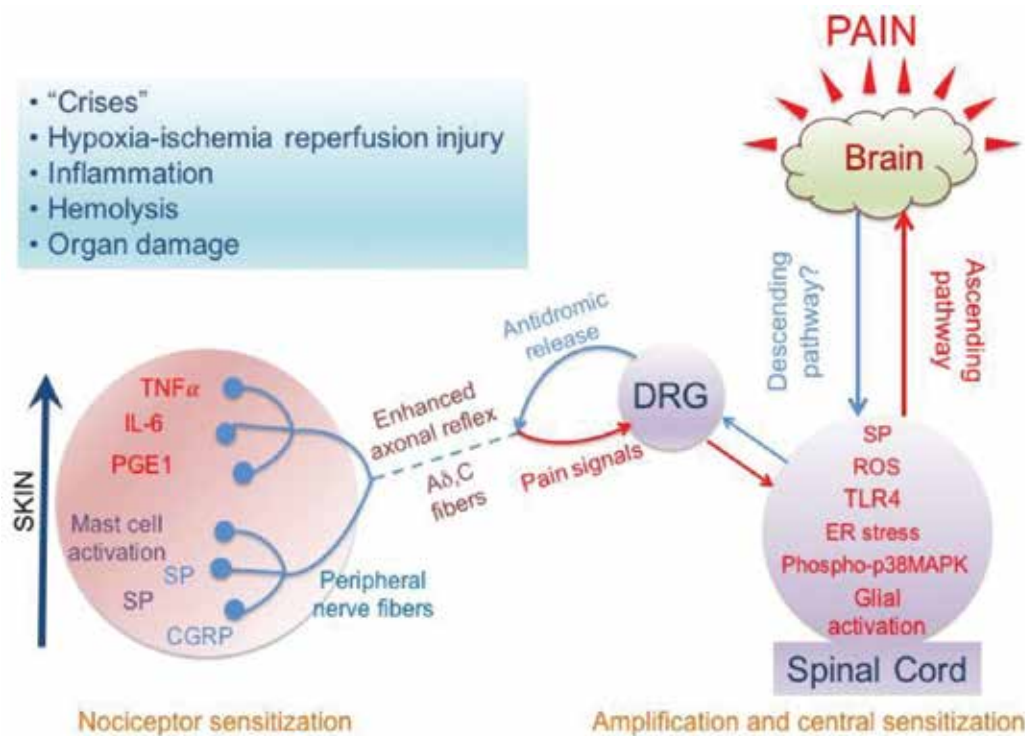 PAIN
• "Crises"
• Hypoxia-ischemia reperfusion injury
• Inflammation
• Hemolysis
• Organ damage
Brain
Descending
pathway?
Ascending
pathway
Antidromic
release
DRG
Enhanced
axonal reflex
Aδ,C
fibers
Pain signals
SKIN
TNFα
IL-6
PGE1
Mast cell
activation
SP
SP
CGRP
Peripheral
nerve fibers
SP
ROS
TLR4
ER stress
Phospho-p38MAPK
Glial
activation
Spinal Cord
Nociceptor sensitization
Amplification and central sensitization